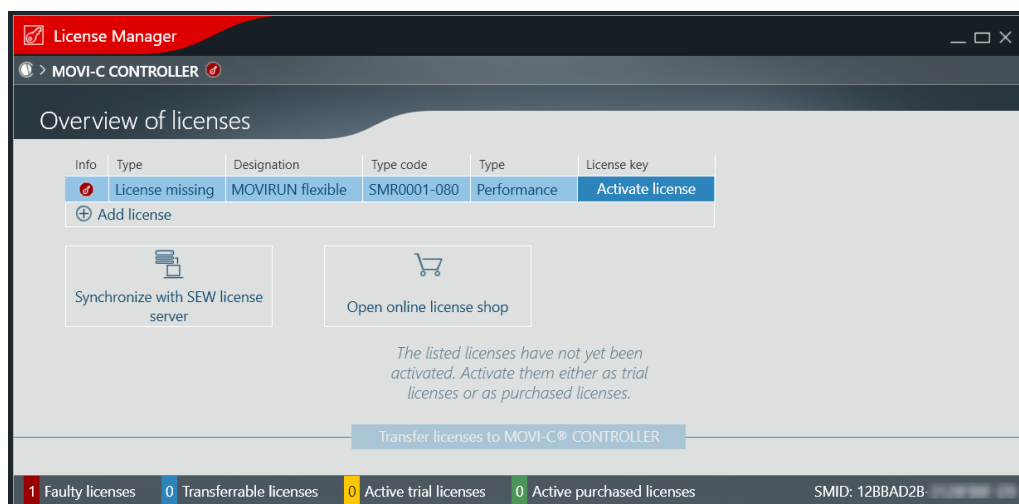 License Manager
> MOVI-C CONTROLLER
Overview of licenses
Info Type Designation Type code Type License key
License missing MOVIRUN flexible SMR0001-080 Performance Activate license
Add license
Synchronize with SEW license
server
Open online license shop
The listed licenses have not yet been
activated. Activate them either as trial
licenses or as purchased licenses.
Transfer licenses to MOVI-C® CONTROLLER
1 Faulty licenses 0 Transferrable licenses 0 Active trial licenses 0 Active purchased licenses SMID: 12BBAD2B-